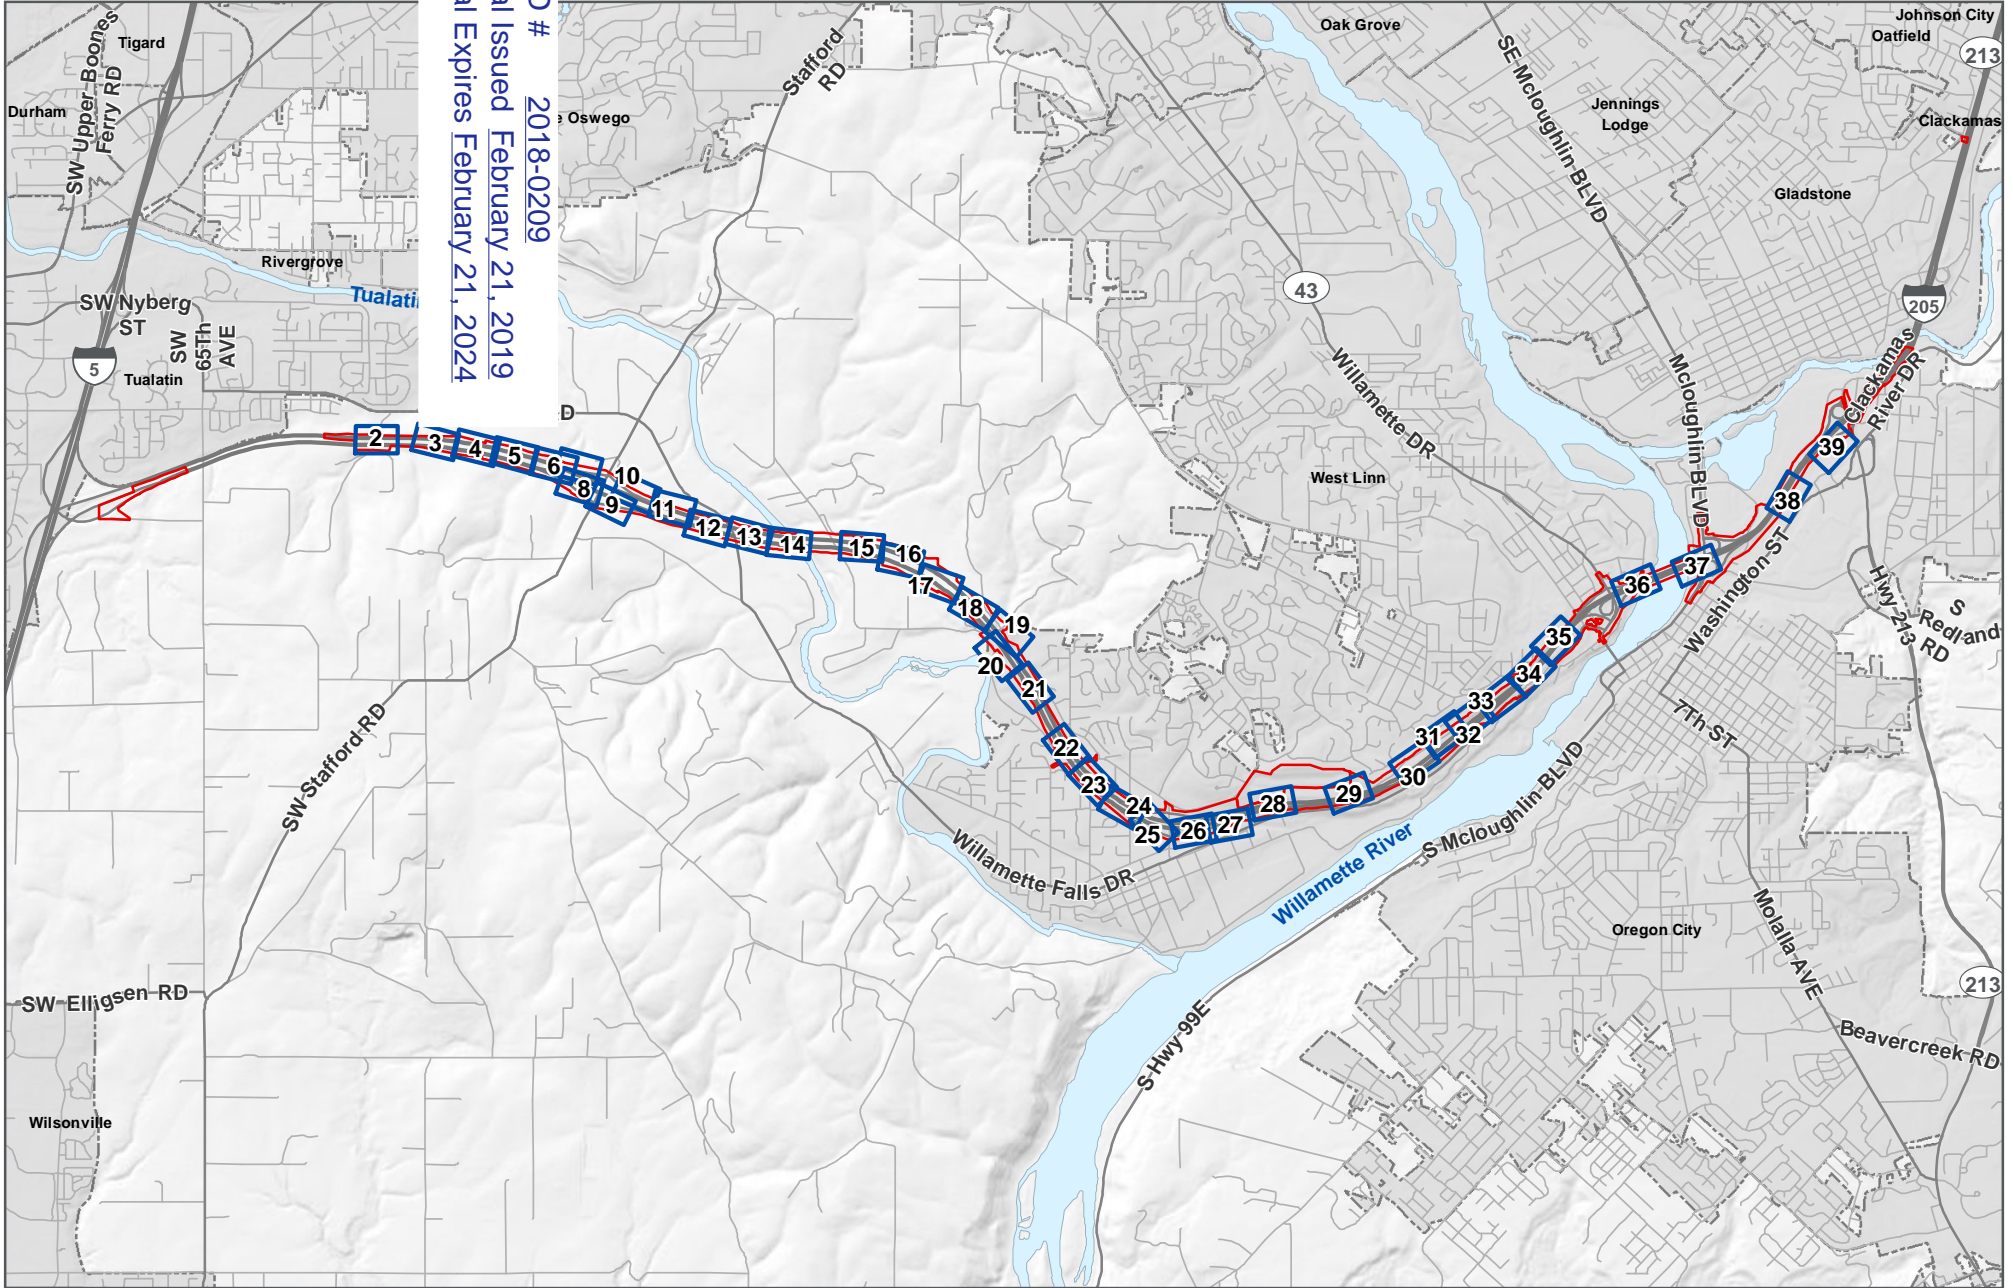 Johnson City
Oatfield
213
Oak Grove
Tigard
SW Upper Boones
Ferry RD
Stafford
RD
SE Mcloughlin BLVD
Durham
2018-0209
Issued February 21, 2019
Expires February 21, 2024
Oswego
Jennings
Lodge
Clackamas
Gladstone
Rivergrove
43
205
SW Nyberg
ST
SW
65Th
AVE
5
Tualatin
Willamette DR
Mcloughlin BLVD
Clackamas
River DR
West Linn
2
3
4
5
6
8
9
10
11
12
13
14
15
16
17
18
19
20
21
22
23
24
25
26
27
28
29
30
31
32
33
34
35
36
37
38
39
Washington ST
Hwy 213
S
Redland
RD
7Th ST
SW Stafford RD
Willamette Falls DR
Willamette River
S Mcloughlin BLVD
Oregon City
Molalla AVE
SW Elligsen RD
213
S Hwy 99E
Beavercreek RD
Wilsonville